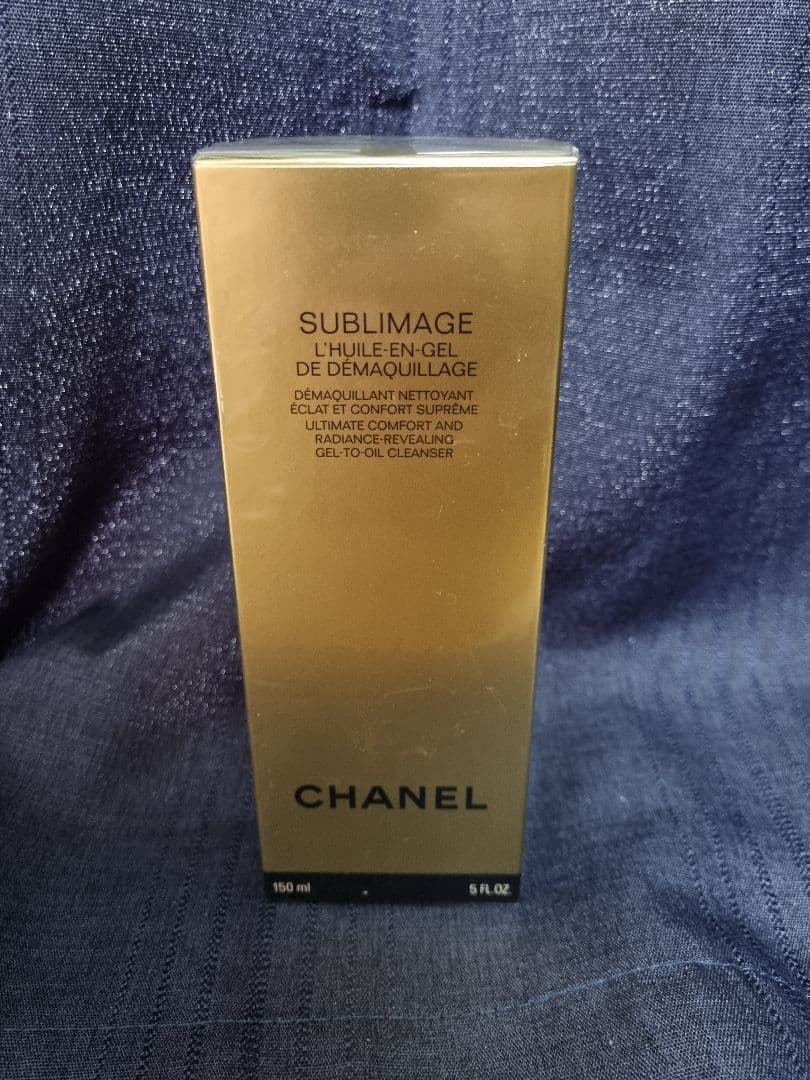 SUBLIMAGE
L'HUILE-EN-GEL
DE DÉMAQUILLAGE
DÉMAQUILLANT NETTOYANT
ÉCLAT ET CONFORT SUPRÊME
ULTIMATE COMFORT AND
RADIANCE-REVEALING
GEL-TO-OIL CLEANSER
CHANEL
150 ml 5 FL.OZ.